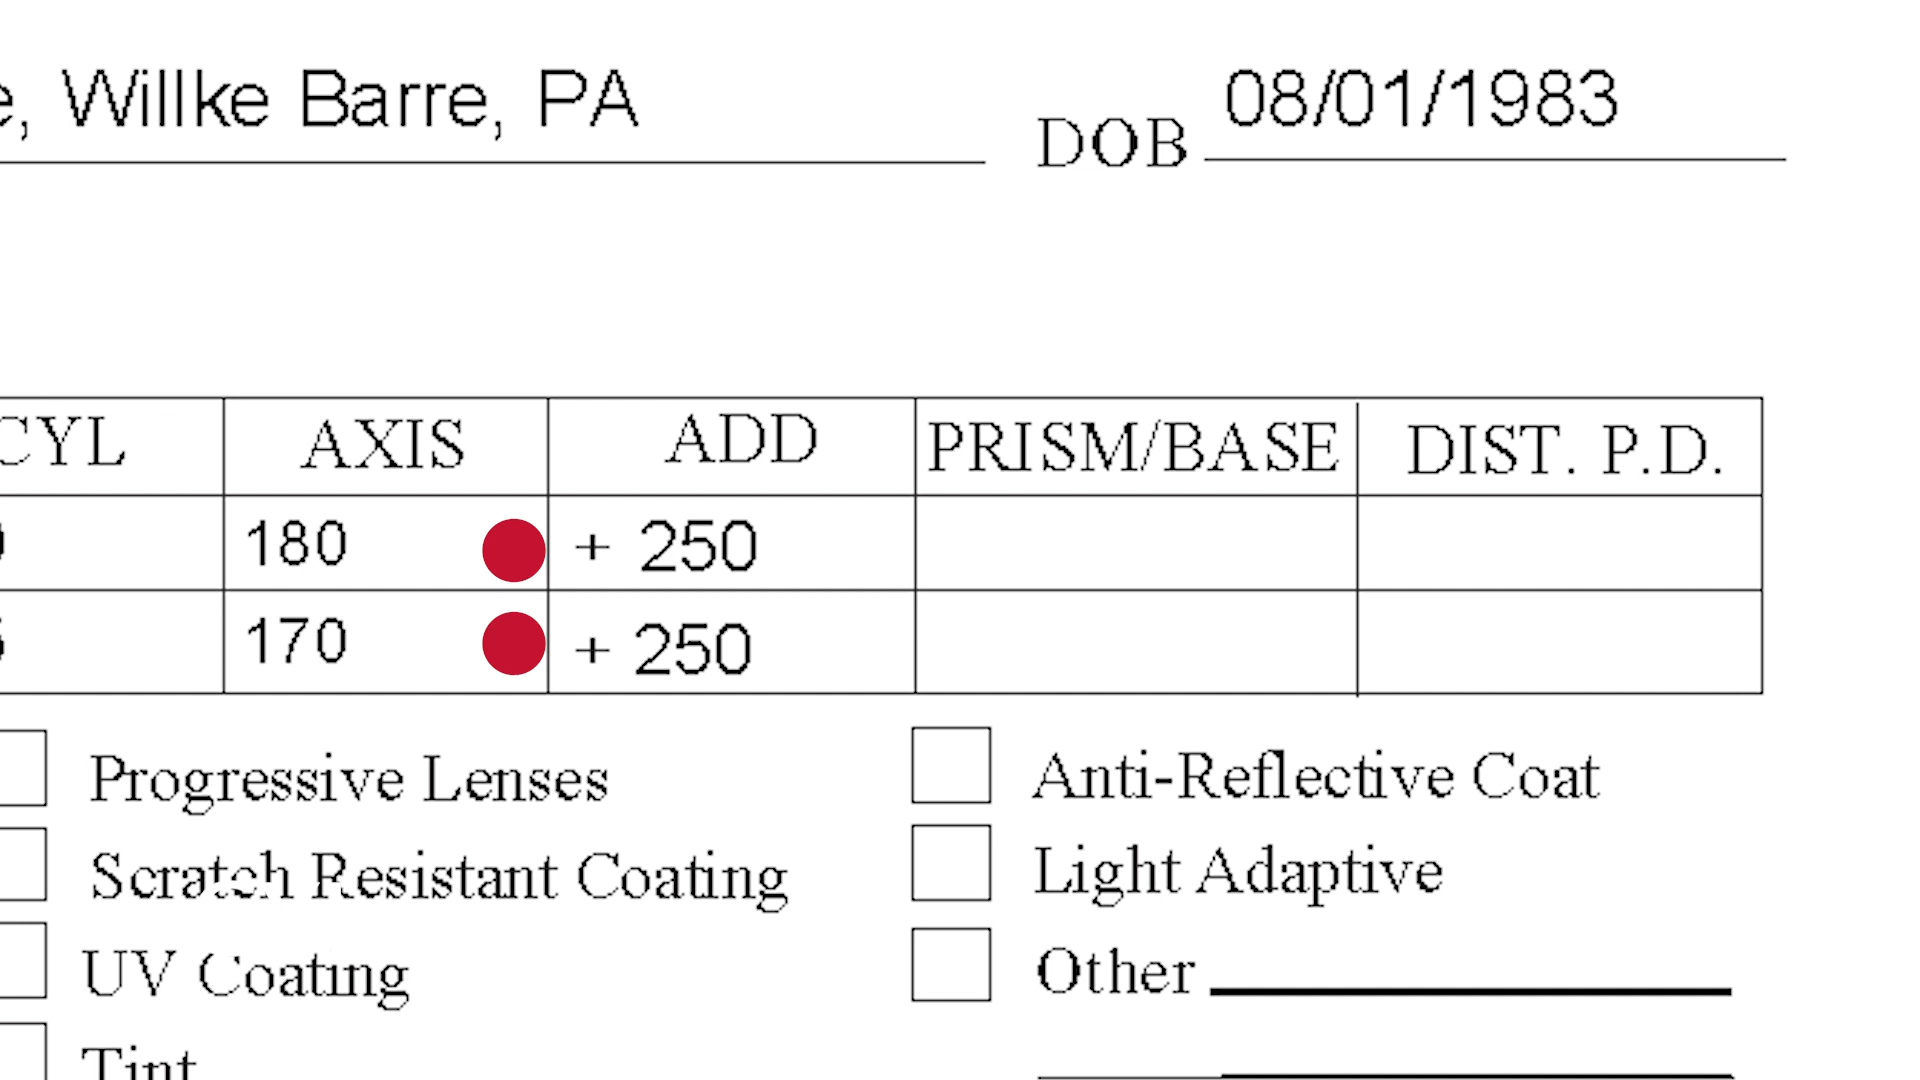 , Willke Barre, PA
DOB 08/01/1983
CYL AXIS ADD PRISM/BASE DIST. P.D.
180 + 250
170 + 250
Progressive Lenses Anti-Reflective Coat
Scratch Resistant Coating Light Adaptive
UV Coating Other
Tint